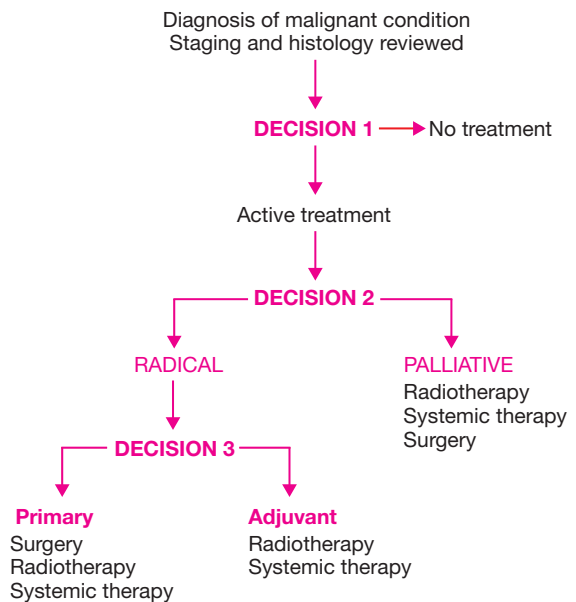 Diagnosis of malignant condition
Staging and histology reviewed
DECISION 1
No treatment
Active treatment
DECISION 2
RADICAL
PALLIATIVE
Radiotherapy
Systemic therapy
Surgery
DECISION 3
Primary
Surgery
Radiotherapy
Systemic therapy
Adjuvant
Radiotherapy
Systemic therapy